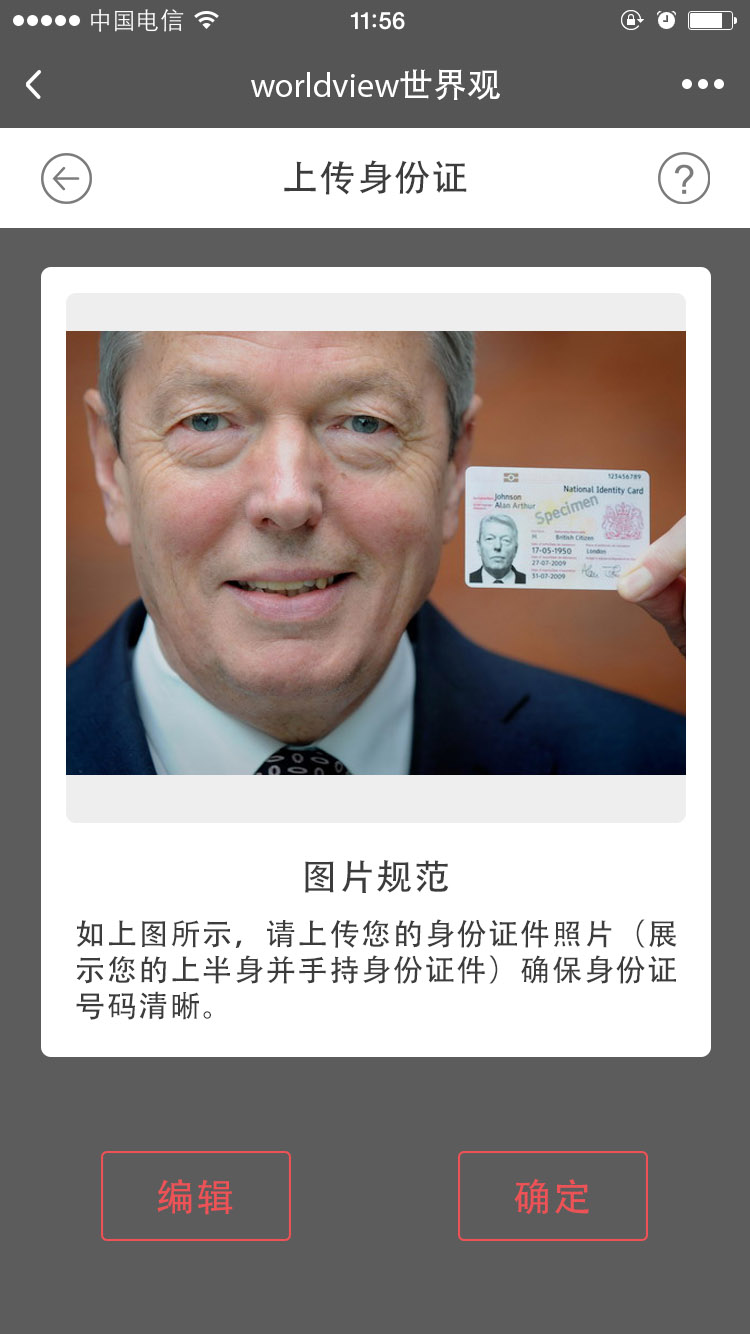 中国电信
11:56
worldview世界观
上传身份证
?
123456789
National Identity Card
Johnson
Alan Arthur
Specimen
M
British Citizen
17-05-1950
London
27-07-2009
31-07-2009
图片规范
如上图所示，请上传您的身份证件照片（展
示您的上半身并手持身份证件）确保身份证
号码清晰。
编辑
确定